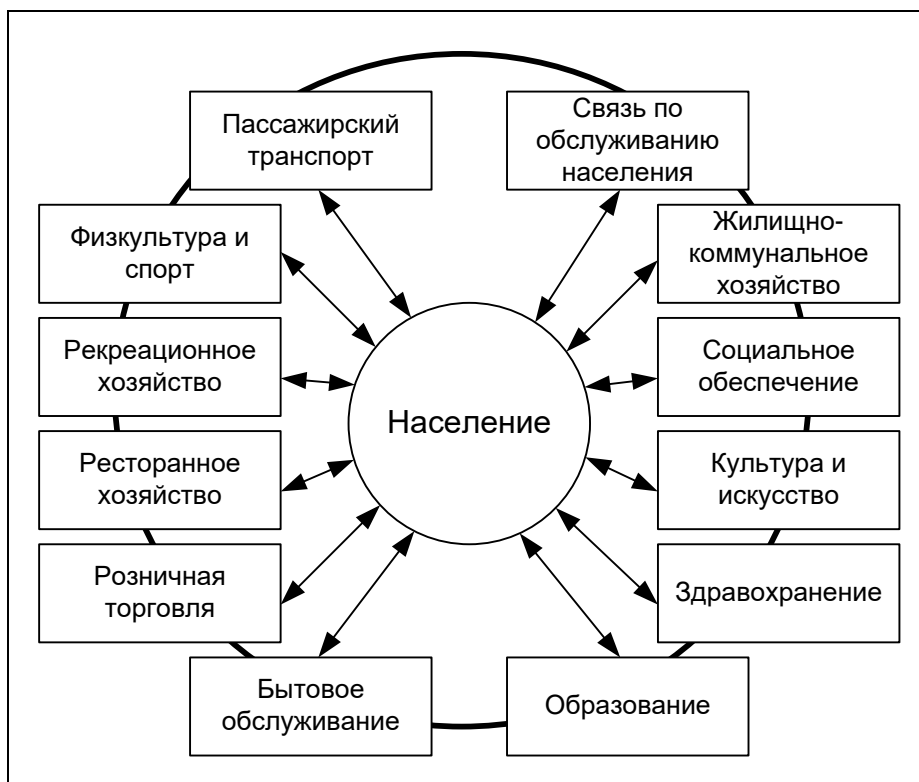 Пассажирский
транспорт
Связь по
обслуживанию
населения
Физкультура и
спорт
Жилищно-
коммунальное
хозяйство
Рекреационное
хозяйство
Социальное
обеспечение
Население
Ресторанное
хозяйство
Культура и
искусство
Розничная
торговля
Здравохранение
Бытовое
обслуживание
Образование